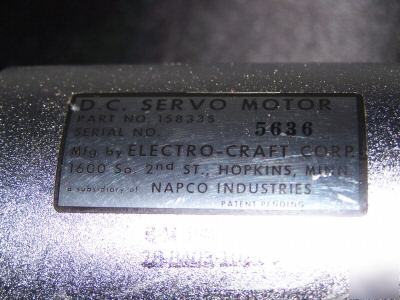 D.C. SERVO MOTOR
PART NO. 158335
SERIAL NO. 5636
Mfg by ELECTRO-CRAFT CORP.
1600 So. 2nd ST., HOPKINS, MINN.
a subsidiary of NAPCO INDUSTRIES
PATENT PENDING